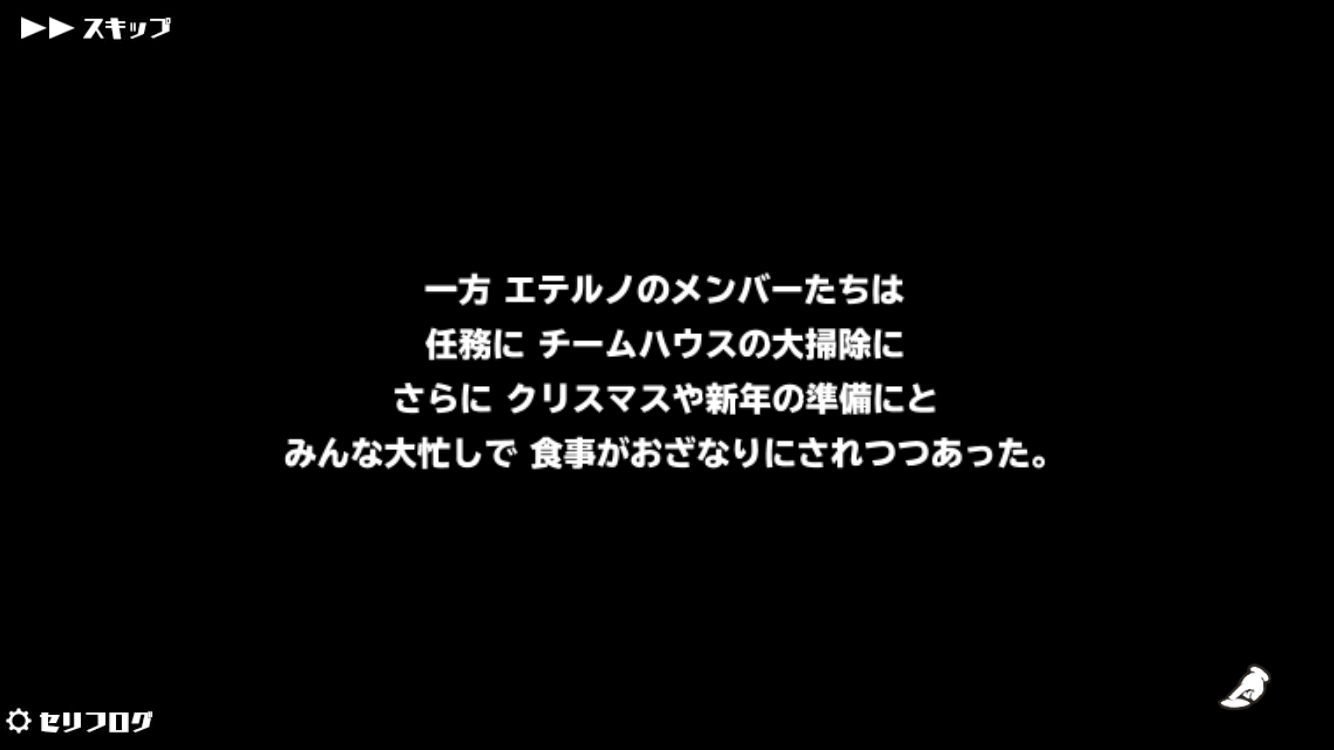 スキップ
一方 エテルノのメンバーたちは
任務に チームハウスの大掃除に
さらに クリスマスや新年の準備にと
みんな大忙しで 食事がおざなりにされつつあった。
セリフログ